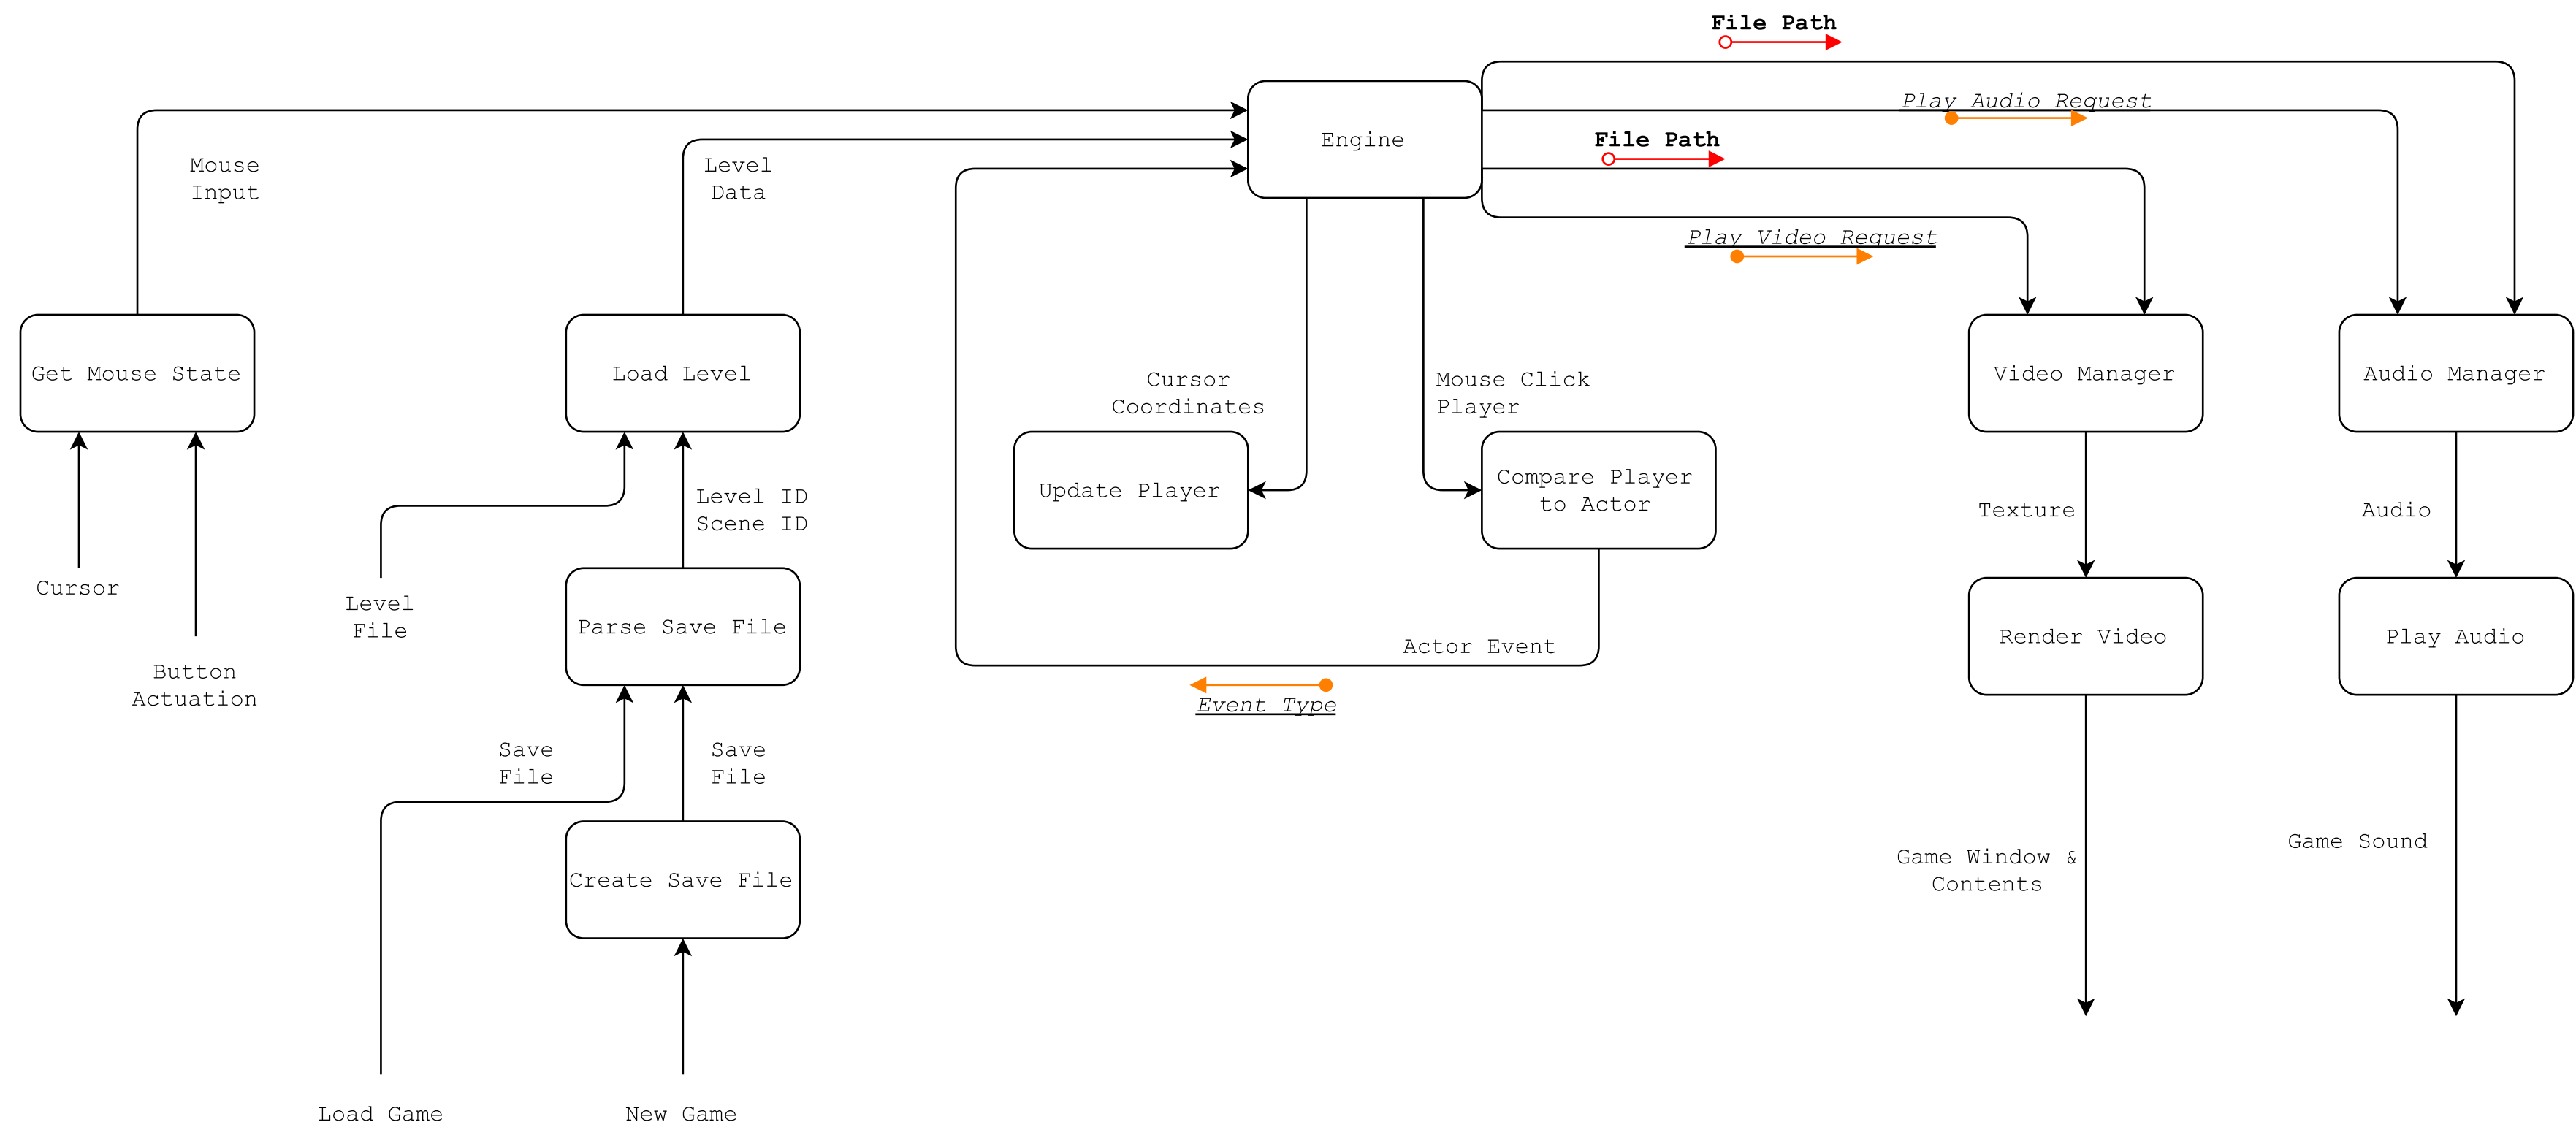 File Path
Play Audio Request
File Path
Engine
Mouse
Input
Level
Data
Play Video Request
Get Mouse State
Load Level
Cursor
Coordinates
Mouse Click
Player
Video Manager
Audio Manager
Update Player
Compare Player
to Actor
Level ID
Scene ID
Texture
Audio
Cursor
Level
File
Parse Save File
Actor Event
Render Video
Play Audio
Button
Actuation
Event Type
Save
File
Save
File
Game Window &
Contents
Game Sound
Create Save File
Load Game
New Game